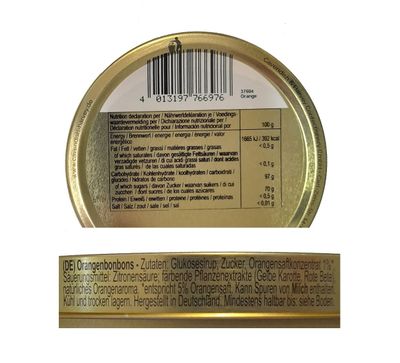 37604
Orange
4 013197 766976
Nutrition declaration per / Nährwertdeklaration je / Voedings-
waardevermelding per / Dichiarazione nutrizionale per /
Déclaration nutritionnelle pour / Información nutricional por
100 g
Energy / Brennwert / energie / energia / energie / valor
energético
1665 kJ / 392 kcal
Fat / Fett / vetten / grassi / matières grasses / grasas
< 0,5 g
of which saturates / davon gesättigte Fettsäuren / waarvan
verzadigde vetzuren / di cui acidi grassi saturi / dont acides
gras saturés / de las cuales saturadas
< 0,1 g
Carbohydrate / Kohlenhydrate / koolhydraten / carboidrati /
glucides / hidratos de carbono
97 g
of which sugars / davon Zucker / waarvan suikers / di cui
zuccheri / dont sucres / de los cuales azúcares
70 g
Protein / Eiweiß / eiwitten / proteine / protéines / proteínas
< 0,5 g
Salt / Salz / zout / sale / sel / sal
< 0,01 g
(DE) Orangenbonbons • Zutaten: Glukosesirup, Zucker, Orangensaftkonzentrat 1%*,
Säuerungsmittel: Zitronensäure, färbende Pflanzenextrakte (Gelbe Karotte, Rote Bete),
natürliches Orangenaroma. *entspricht 5% Orangensaft. Kann Spuren von Milch enthalten.
Kühl und trocken lagern. Hergestellt in Deutschland. Mindestens haltbar bis: siehe Boden.